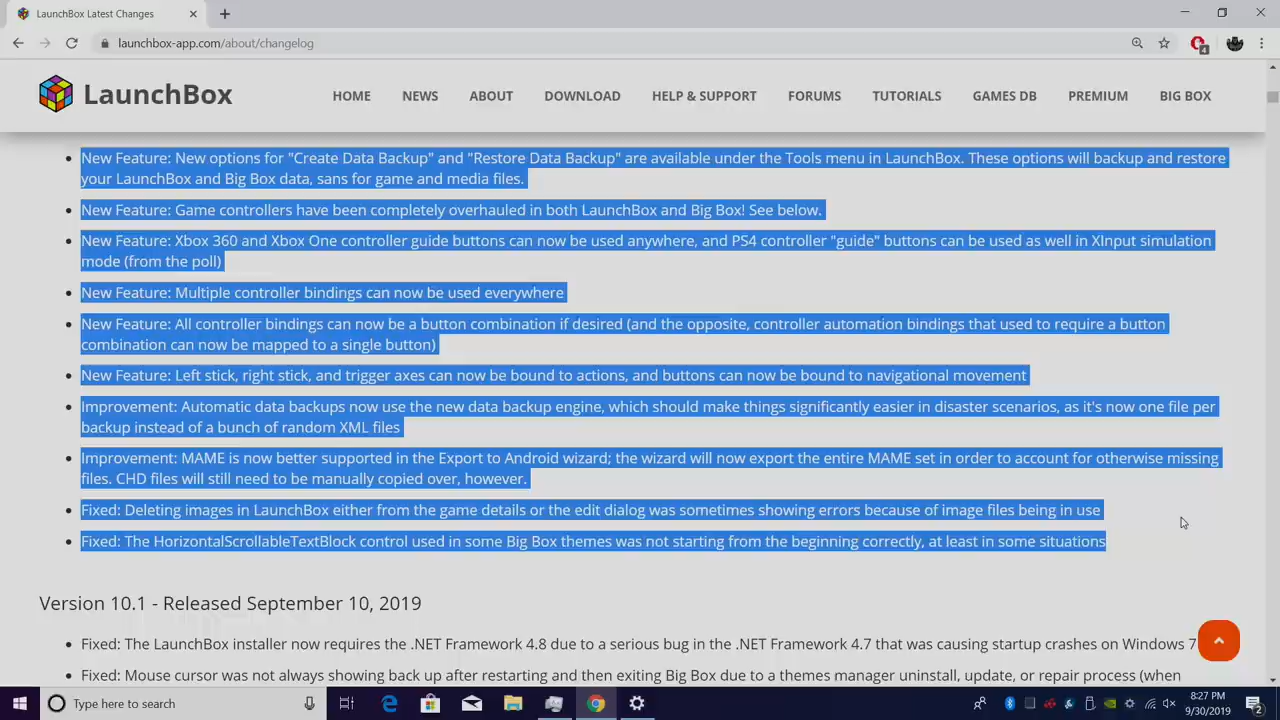 LaunchBox Latest Changes
launchbox-app.com/about/changelog
4
LaunchBox
HOME NEWS ABOUT DOWNLOAD HELP & SUPPORT FORUMS TUTORIALS GAMES DB PREMIUM BIG BOX
New Feature: New options for "Create Data Backup" and "Restore Data Backup" are available under the Tools menu in LaunchBox. These options will backup and restore
your LaunchBox and Big Box data, sans for game and media files.
New Feature: Game controllers have been completely overhauled in both LaunchBox and Big Box! See below.
New Feature: Xbox 360 and Xbox One controller guide buttons can now be used anywhere, and PS4 controller "guide" buttons can be used as well in XInput simulation
mode (from the poll)
New Feature: Multiple controller bindings can now be used everywhere
New Feature: All controller bindings can now be a button combination if desired (and the opposite, controller automation bindings that used to require a button
combination can now be mapped to a single button)
New Feature: Left stick, right stick, and trigger axes can now be bound to actions, and buttons can now be bound to navigational movement
Improvement: Automatic data backups now use the new data backup engine, which should make things significantly easier in disaster scenarios, as it's now one file per
backup instead of a bunch of random XML files
Improvement: MAME is now better supported in the Export to Android wizard; the wizard will now export the entire MAME set in order to account for otherwise missing
files. CHD files will still need to be manually copied over, however.
Fixed: Deleting images in LaunchBox either from the game details or the edit dialog was sometimes showing errors because of image files being in use
Fixed: The HorizontalScrollableTextBlock control used in some Big Box themes was not starting from the beginning correctly, at least in some situations
Version 10.1 - Released September 10, 2019
Fixed: The LaunchBox installer now requires the .NET Framework 4.8 due to a serious bug in the .NET Framework 4.7 that was causing startup crashes on Windows 7
Fixed: Mouse cursor was not always showing back up after restarting and then exiting Big Box due to a themes manager uninstall, update, or repair process (when
Type here to search
8:27 PM
9/30/2019
2